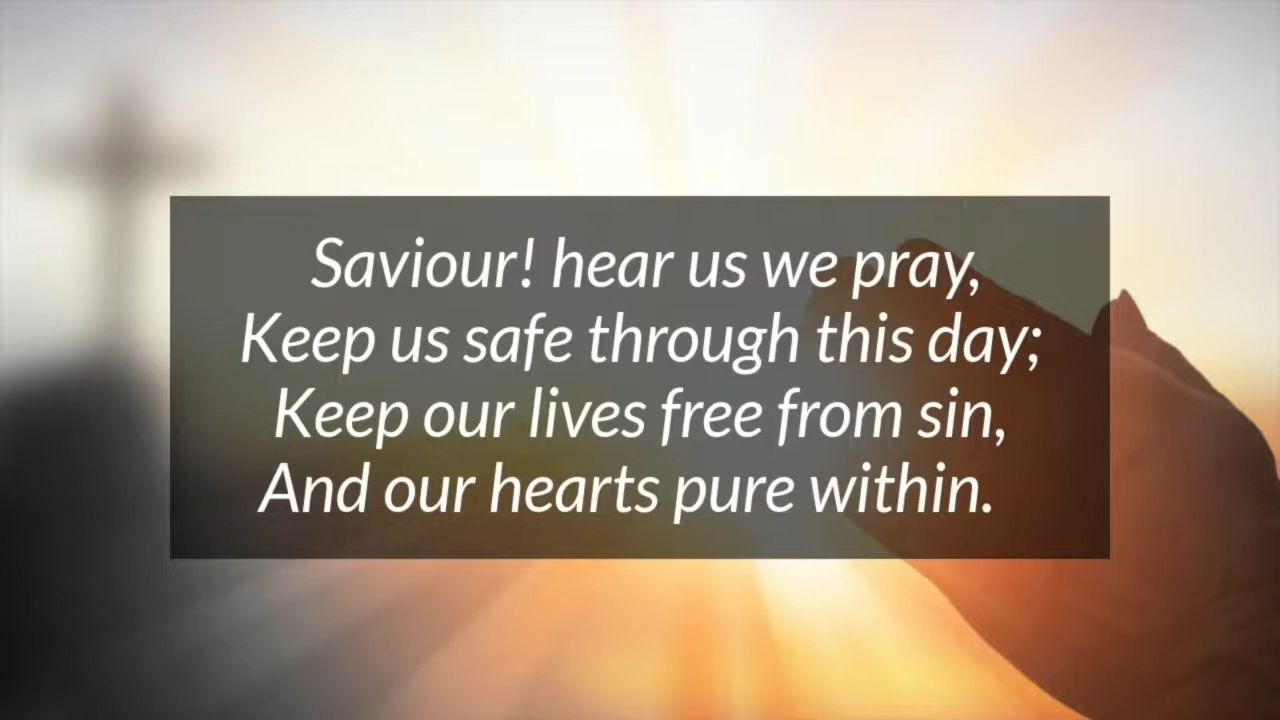 Saviour! hear us we pray,
Keep us safe through this day;
Keep our lives free from sin,
And our hearts pure within.